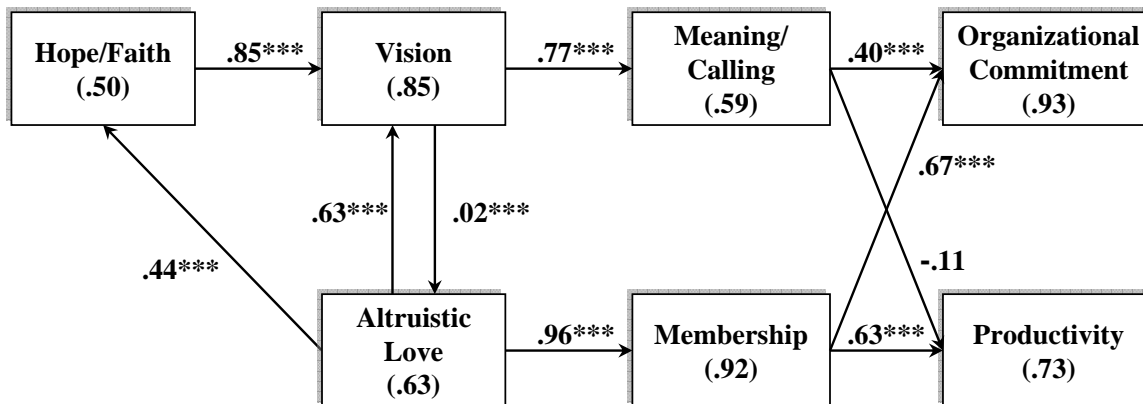 Hope/Faith
(.50)
.85***
Vision
(.85)
.77***
Meaning/
Calling
(.59)
.40***
Organizational
Commitment
(.93)
.67***
.63***
.02***
.44***
-.11
Altruistic
Love
(.63)
.96***
Membership
(.92)
.63***
Productivity
(.73)